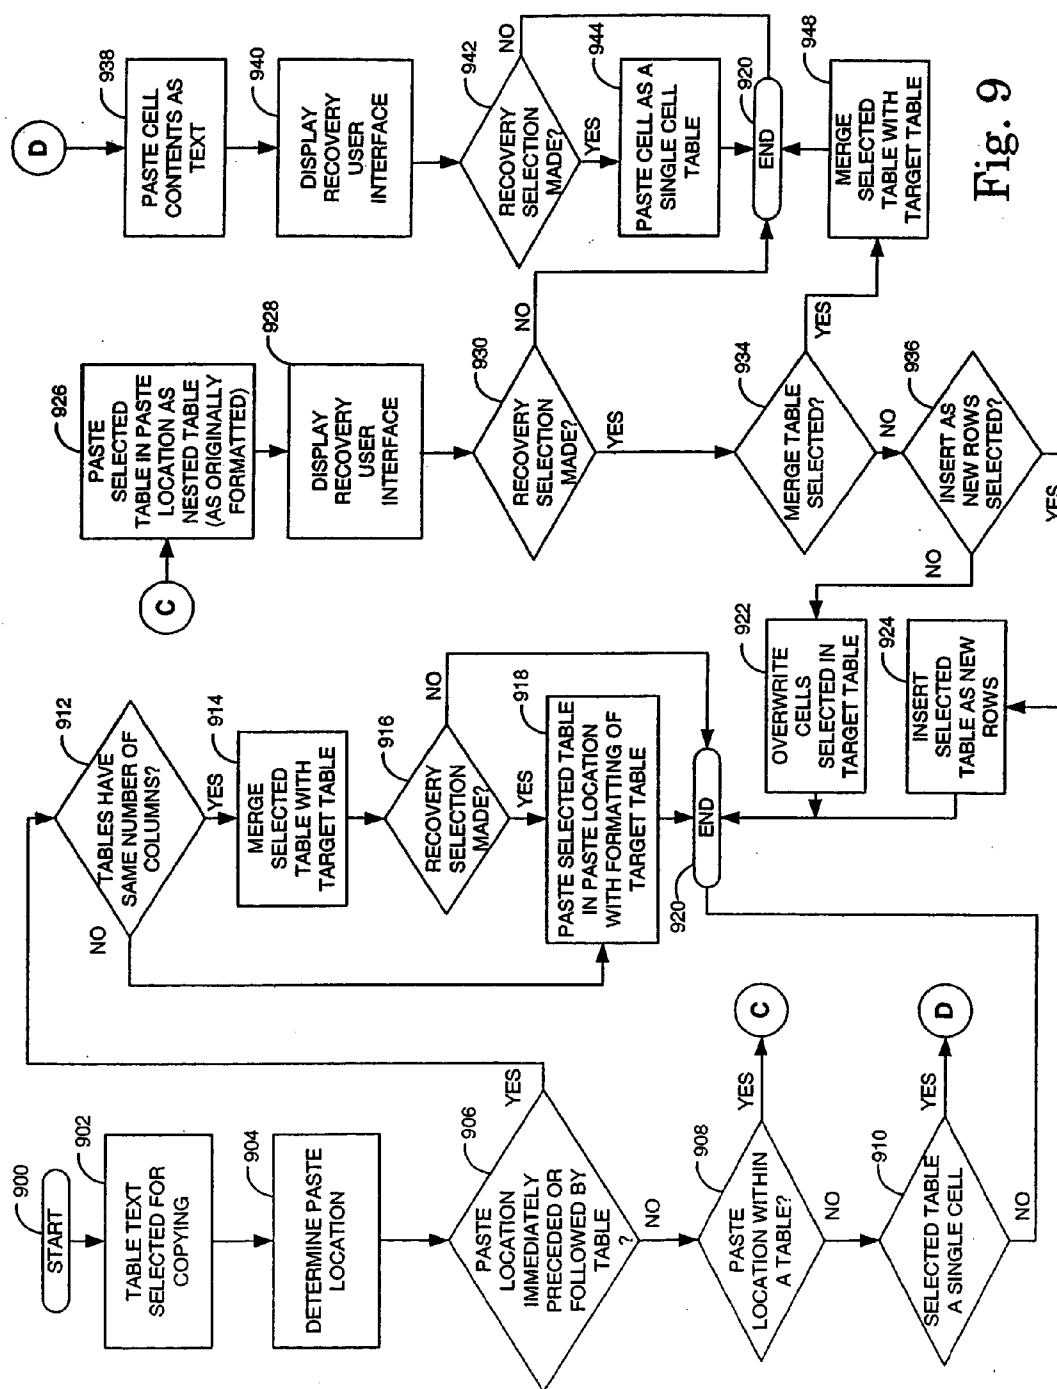 900
START
902
TABLE TEXT
SELECTED FOR
COPYING
904
DETERMINE PASTE
LOCATION
906
PASTE
LOCATION
IMMEDIATELY
PRECEDED OR
FOLLOWED BY
TABLE
?
YES
NO
908
PASTE
LOCATION WITHIN
A TABLE?
YES
C
NO
910
SELECTED TABLE
A SINGLE CELL
YES
D
NO
912
TABLES HAVE
SAME NUMBER OF
COLUMNS?
NO
YES
914
MERGE
SELECTED
TABLE WITH
TARGET TABLE
916
RECOVERY
SELECTION
MADE?
NO
YES
918
PASTE SELECTED TABLE
IN PASTE LOCATION
WITH FORMATTING OF
TARGET TABLE
920
END
922
OVERWRITE
CELLS
SELECTED IN
TARGET TABLE
924
INSERT
SELECTED
TABLE AS NEW
ROWS
C
926
PASTE
SELECTED
TABLE IN PASTE
LOCATION AS
NESTED TABLE
(AS ORIGINALLY
FORMATTED)
928
DISPLAY
RECOVERY
USER
INTERFACE
930
RECOVERY
SELECTION
MADE?
NO
YES
934
MERGE TABLE
SELECTED?
YES
NO
936
INSERT AS
NEW ROWS
SELECTED?
NO
YES
D
938
PASTE CELL
CONTENTS AS
TEXT
940
DISPLAY
RECOVERY
USER
INTERFACE
942
RECOVERY
SELECTION
MADE?
NO
YES
944
PASTE CELL AS A
SINGLE CELL
TABLE
920
END
948
MERGE
SELECTED
TABLE WITH
TARGET TABLE
Fig. 9